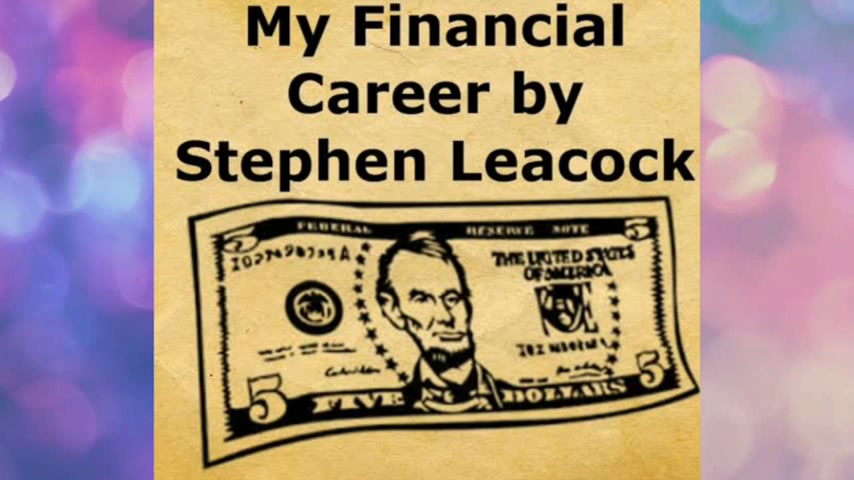 My Financial
Career by
Stephen Leacock
FEDERAL RESERVE NOTE
5 5
THE UNITED STATES
OF AMERICA
5 5
FIVE DOLLARS